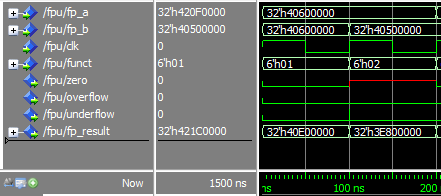 /fpu/fp_a 32'h420F0000 32'h40600000
/fpu/fp_b 32'h40500000 32'h40600000 32'h40500000
/fpu/clk 0
/fpu/funct 6'h01 6'h01 6'h02
/fpu/zero 0
/fpu/overflow 0
/fpu/underflow 0
/fpu/fp_result 32'h421C0000 32'h40E00000 32'h3E800000
Now 1500 ns ns 100 ns 200